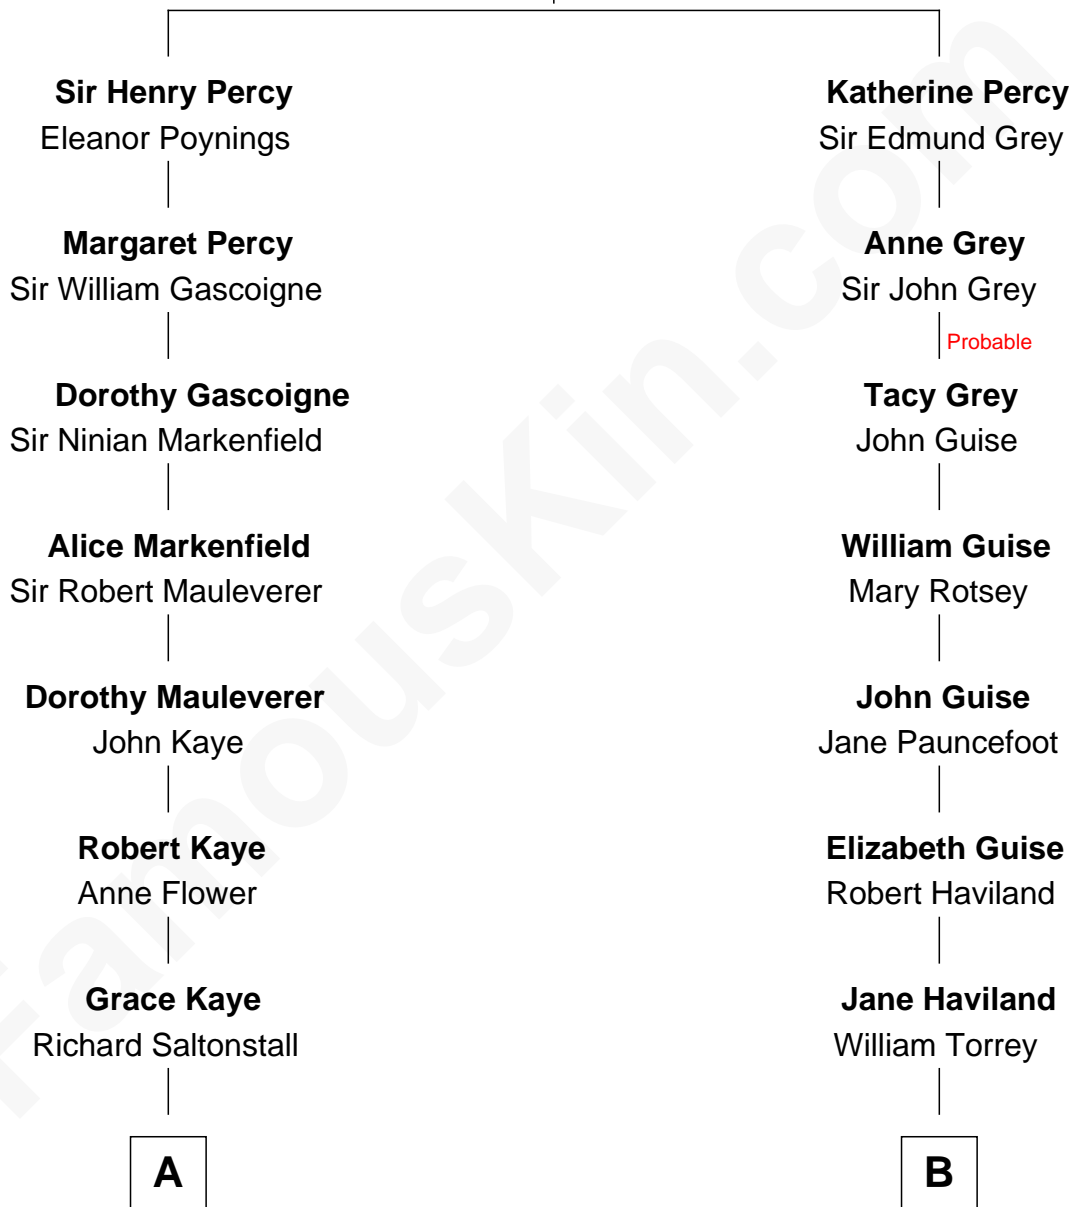 Sir Henry Percy
Eleanor Poynings
Katherine Percy
Sir Edmund Grey
Margaret Percy
Sir William Gascoigne
Anne Grey
Sir John Grey
Probable
Dorothy Gascoigne
Sir Ninian Markenfield
Tacy Grey
John Guise
Alice Markenfield
Sir Robert Mauleverer
William Guise
Mary Rotsey
Dorothy Mauleverer
John Kaye
John Guise
Jane Pauncefoot
Robert Kaye
Anne Flower
Elizabeth Guise
Robert Haviland
Grace Kaye
Richard Saltonstall
Jane Haviland
William Torrey
A
B
FamousKin.com